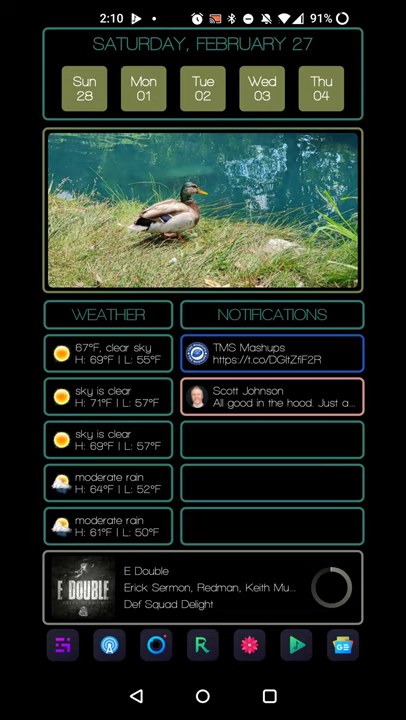 2:10
91%
SATURDAY, FEBRUARY 27
Sun Mon Tue Wed Thu
28 01 02 03 04
WEATHER
NOTIFICATIONS
67°F, clear sky
H: 69°F | L: 55°F
TMS Mashups
https://t.co/DGltZfiF2R
sky is clear
H: 71°F | L: 57°F
Scott Johnson
All good in the hood. Just a...
sky is clear
H: 69°F | L: 57°F
moderate rain
H: 64°F | L: 52°F
moderate rain
H: 61°F | L: 50°F
E DOUBLE
E Double
Erick Sermon, Redman, Keith Mu...
Def Squad Delight
R
GE